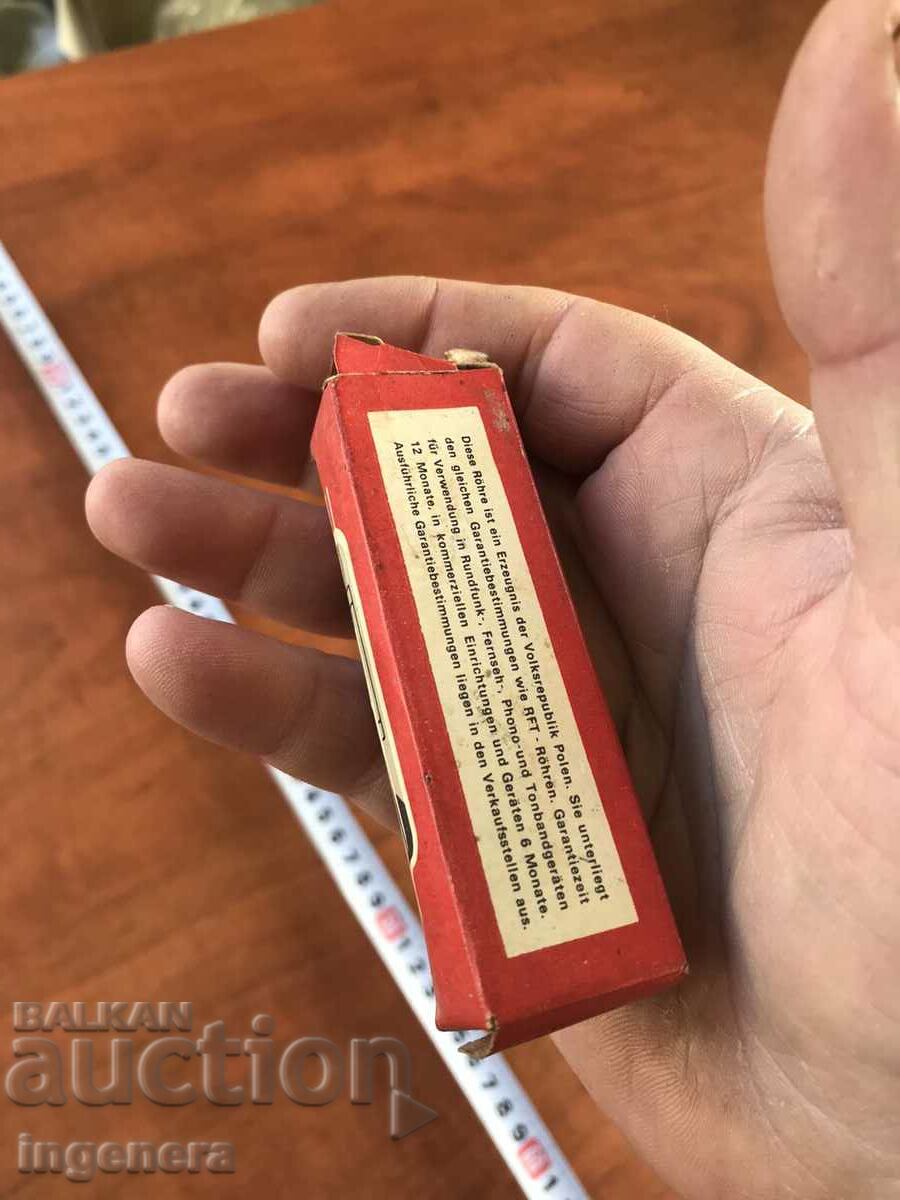 Diese Röhre ist ein Erzeugnis der Volksrepublik Polen. Sie unterliegt
den gleichen Garantiebestimmungen wie RFT - Röhren. Garantiezeit
für Verwendung in Rundfunk-, Fernseh-, Phono- und Tonbandgeräten
12 Monate, in kommerziellen Einrichtungen und Geräten 6 Monate.
Ausführliche Garantiebestimmungen liegen in den Verkaufsstellen aus.
BALKAN
auction
ingenera